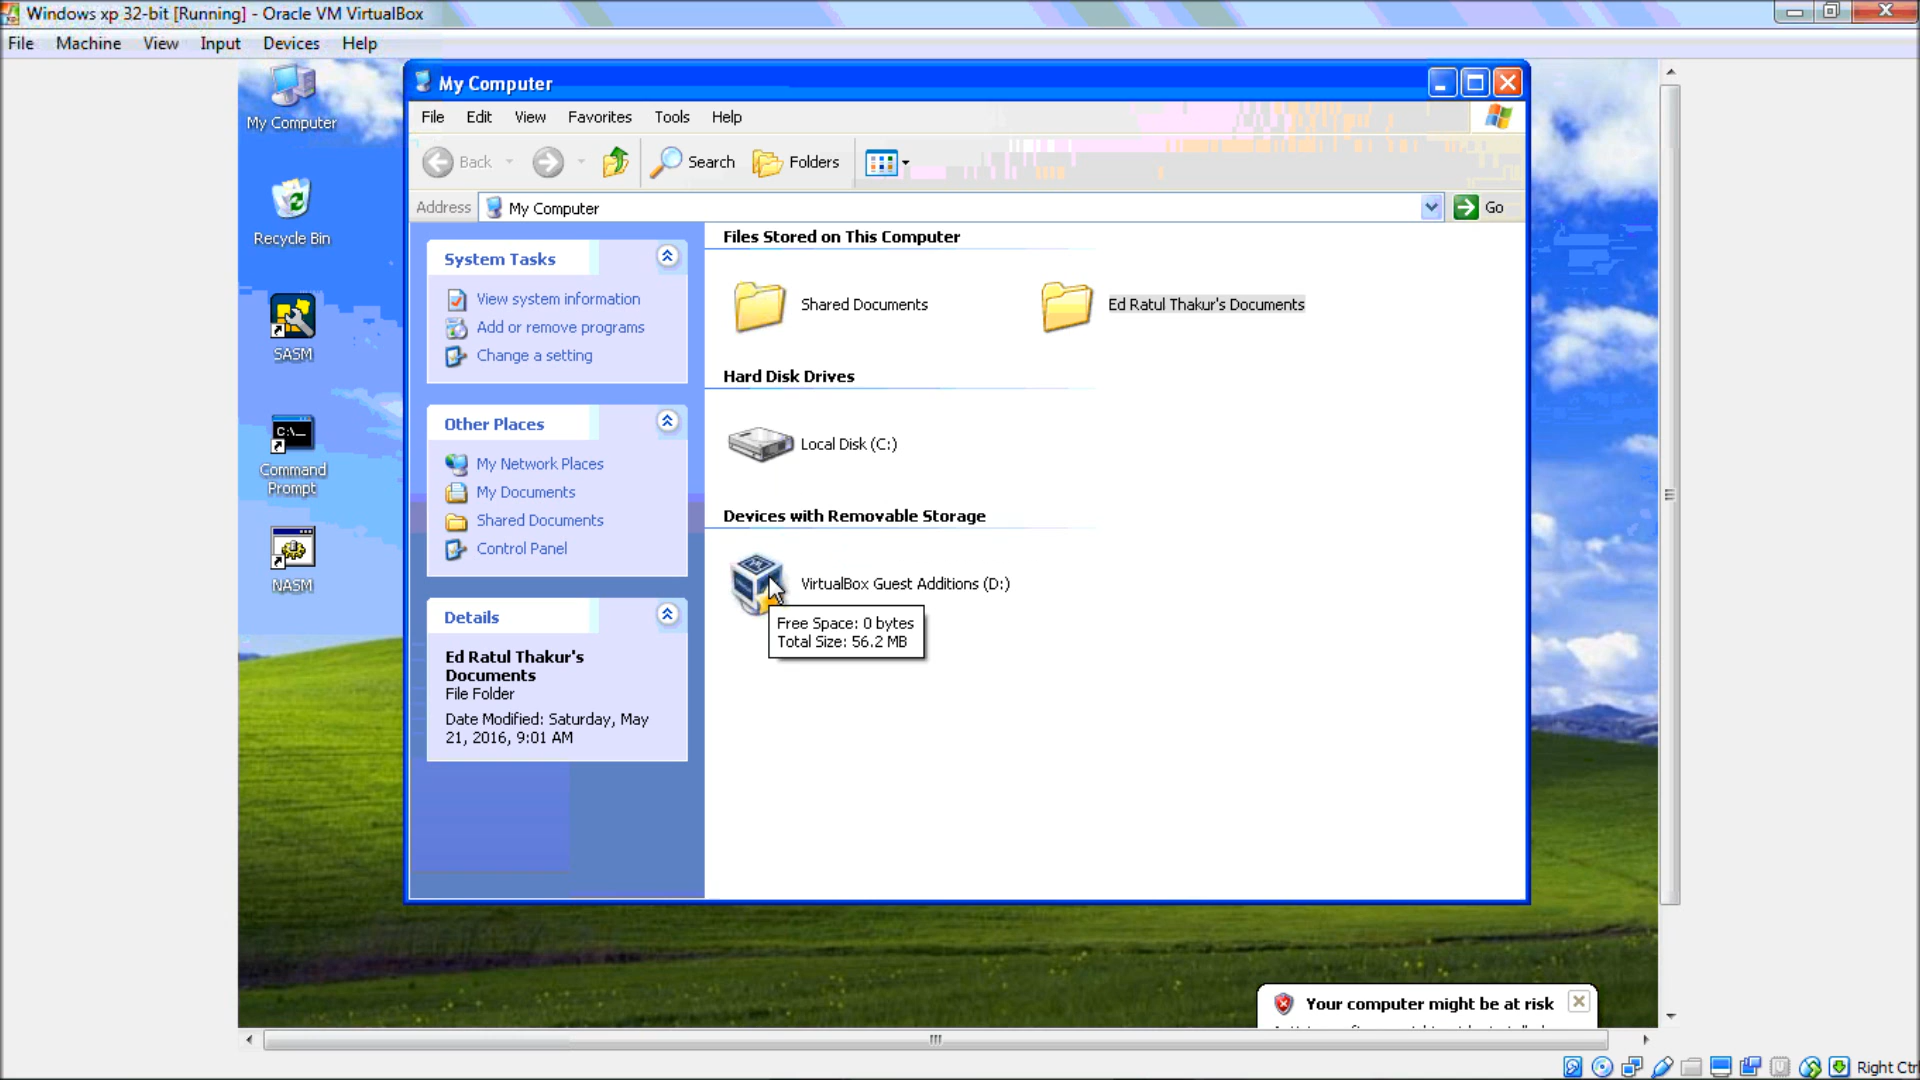 Windows xp 32-bit [Running] - Oracle VM VirtualBox
File Machine View Input Devices Help
My Computer
Recycle Bin
SASM
C:\_
Command
Prompt
NASM
My Computer
File Edit View Favorites Tools Help
Back Search Folders
Address My Computer Go
System Tasks
View system information
Add or remove programs
Change a setting
Other Places
My Network Places
My Documents
Shared Documents
Control Panel
Details
Ed Ratul Thakur's
Documents
File Folder
Date Modified: Saturday, May
21, 2016, 9:01 AM
Files Stored on This Computer
Shared Documents
Ed Ratul Thakur's Documents
Hard Disk Drives
Local Disk (C:)
Devices with Removable Storage
VirtualBox Guest Additions (D:)
Free Space: 0 bytes
Total Size: 56.2 MB
Your computer might be at risk
Right Ctr